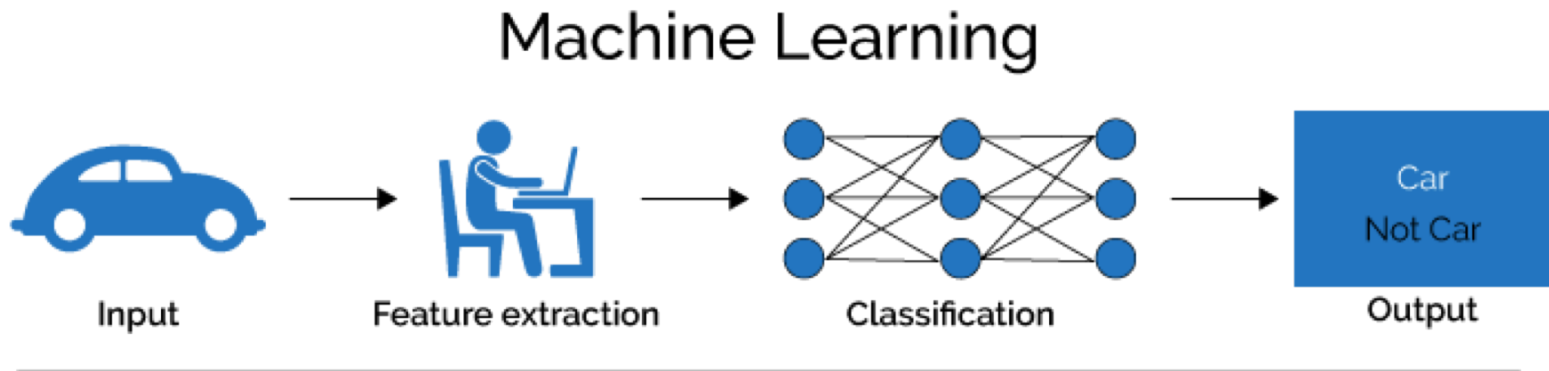 Machine Learning
Car
Not Car
Input
Feature extraction
Classification
Output